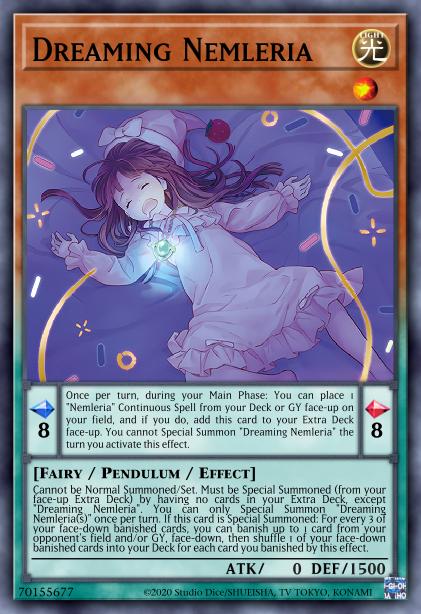 Dreaming Nemleria
LIGHT
光
Once per turn, during your Main Phase: You can place 1
"Nemleria" Continuous Spell from your Deck or GY face-up on
your field, and if you do, add this card to your Extra Deck
face-up. You cannot Special Summon "Dreaming Nemleria" the
turn you activate this effect.
8
8
[Fairy / Pendulum / Effect]
Cannot be Normal Summoned/Set. Must be Special Summoned (from your
face-up Extra Deck) by having no cards in your Extra Deck, except
"Dreaming Nemleria". You can only Special Summon "Dreaming
Nemleria(s)" once per turn. If this card is Special Summoned: For every 3 of
your face-down banished cards, you can banish up to 1 card from your
opponent's field and/or GY, face-down, then shuffle 1 of your face-down
banished cards into your Deck for each card you banished by this effect.
ATK/ 0 DEF/1500
70155677
©2020 Studio Dice/SHUEISHA, TV TOKYO, KONAMI